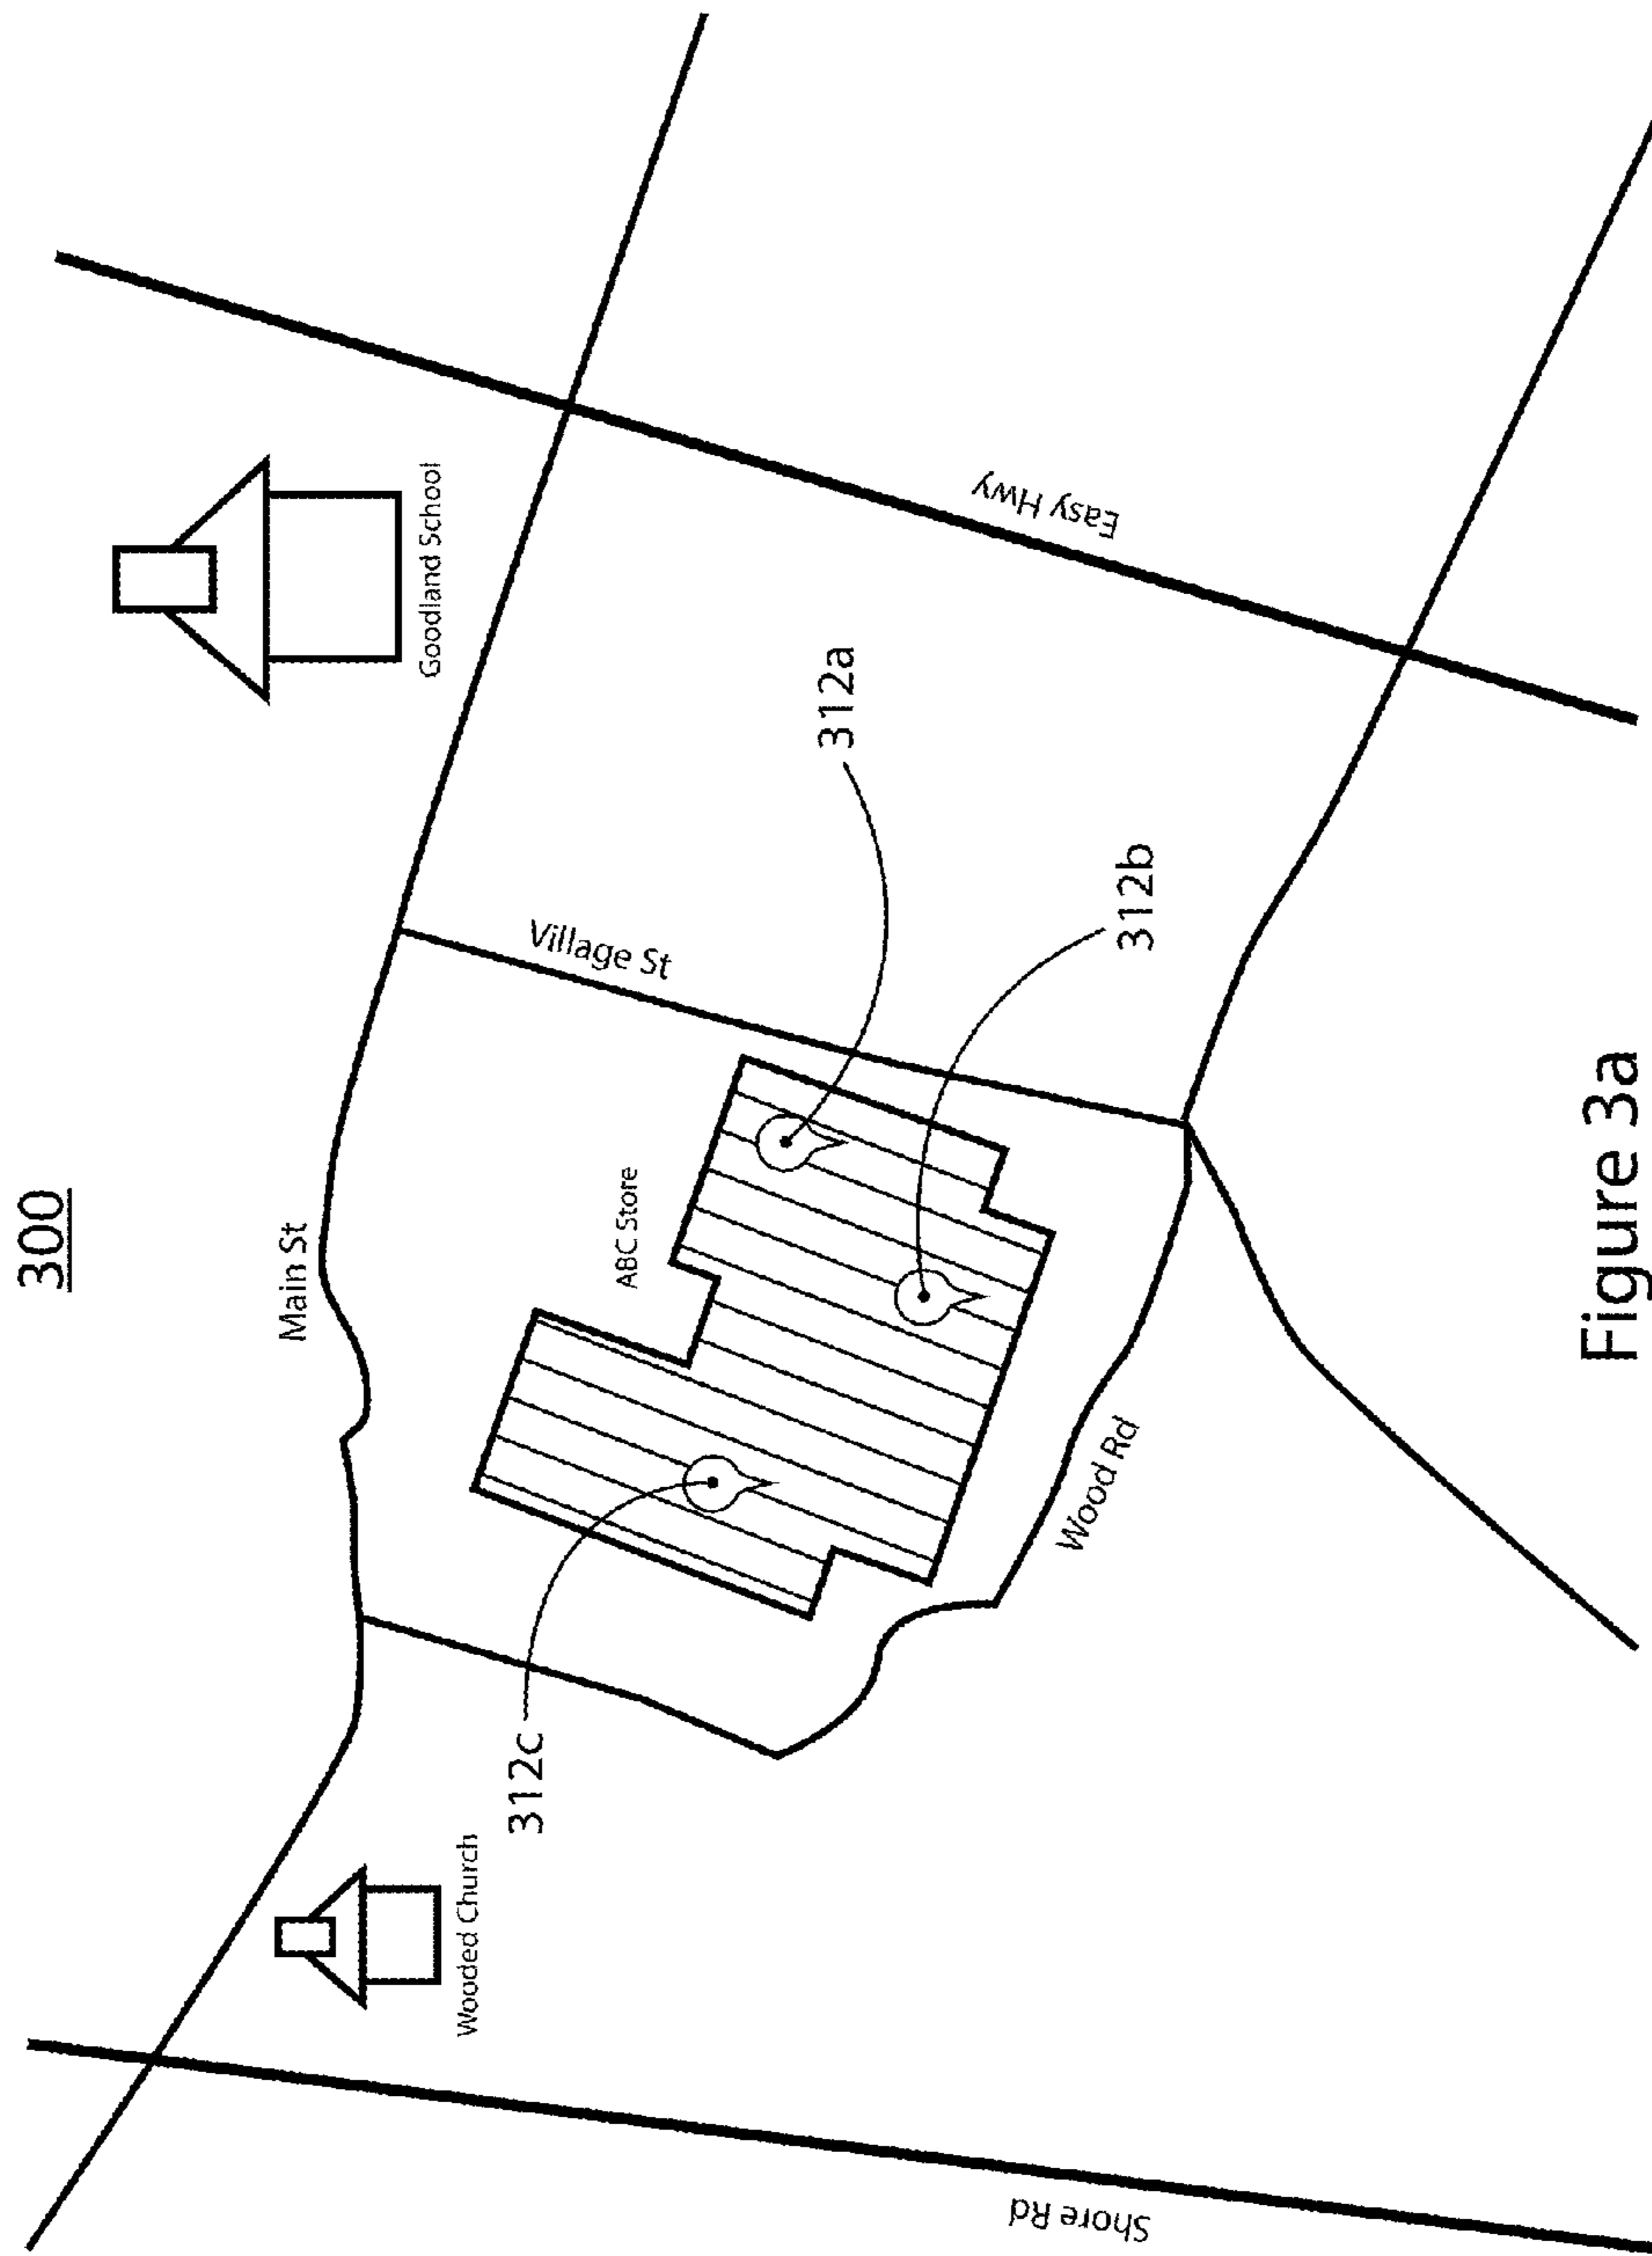 300
Main St
Goodland School
Wooded Church
312c
ABC Store
Village St
312a
312b
Wood Rd
Easy Hwy
Shore Rd
Figure 3a